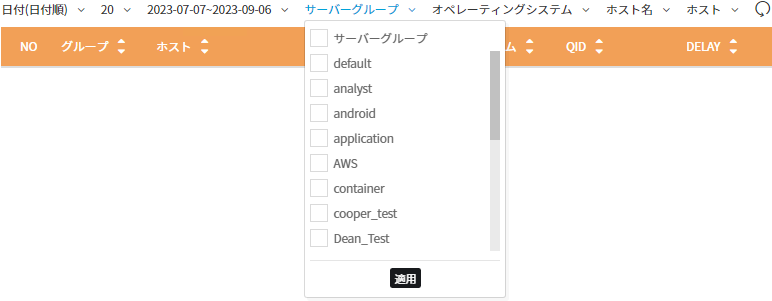 日付(日付順) 20 2023-07-07~2023-09-06 サーバーグループ オペレーティングシステム ホスト名 ホスト
NO グループ ホスト ム QID DELAY
サーバーグループ
default
analyst
android
application
AWS
container
cooper_test
Dean_Test
適用